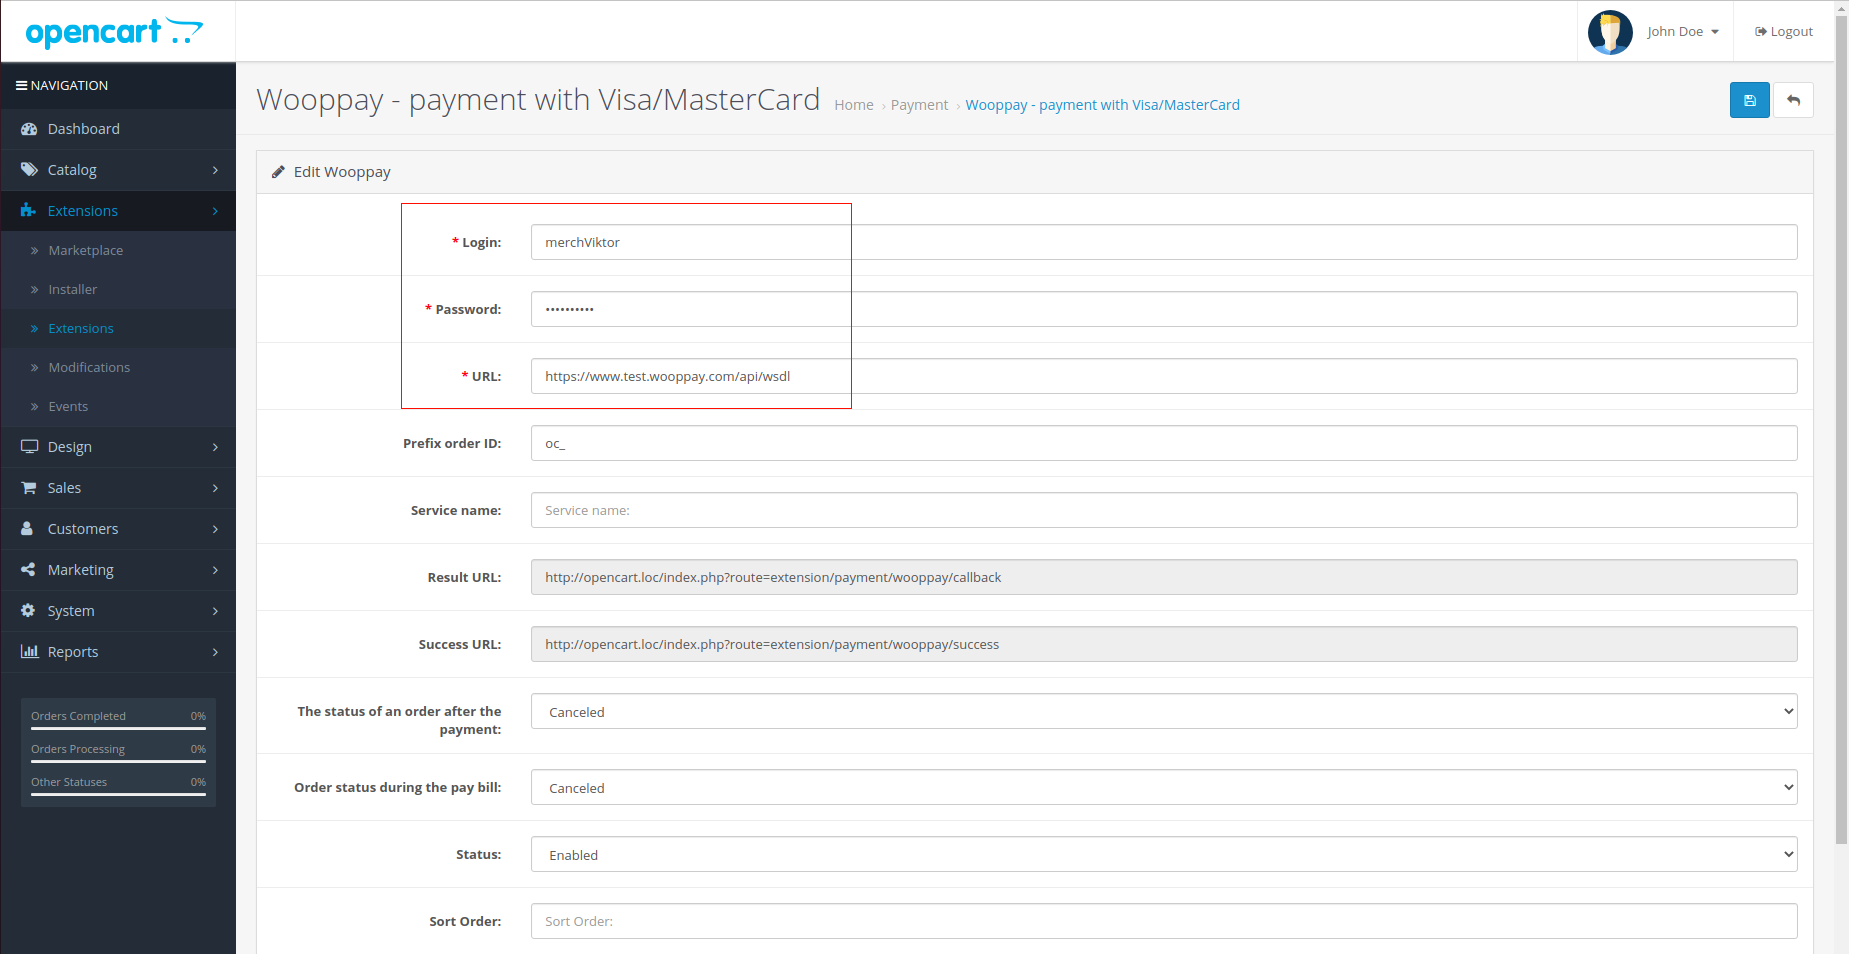 opencart
John Doe
Logout
NAVIGATION
Dashboard
Catalog
Extensions
Marketplace
Installer
Extensions
Modifications
Events
Design
Sales
Customers
Marketing
System
Reports
Orders Completed 0%
Orders Processing 0%
Other Statuses 0%
Wooppay - payment with Visa/MasterCard
Home › Payment › Wooppay - payment with Visa/MasterCard
Edit Wooppay
* Login: merchViktor
* Password: ••••••••••
* URL: https://www.test.wooppay.com/api/wsdl
Prefix order ID: oc_
Service name: Service name:
Result URL: http://opencart.loc/index.php?route=extension/payment/wooppay/callback
Success URL: http://opencart.loc/index.php?route=extension/payment/wooppay/success
The status of an order after the
payment: Canceled
Order status during the pay bill: Canceled
Status: Enabled
Sort Order: Sort Order: